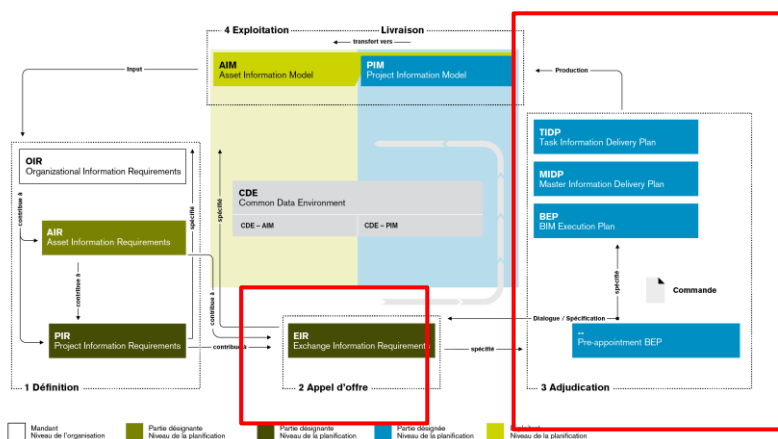 4 Exploitation
Livraison
transfert vers
AIM
Asset Information Model
PIM
Project Information Model
Input
Production
OIR
Organizational Information Requirements
contribue à
spécifié
AIR
Asset Information Requirements
contribue à
PIR
Project Information Requirements
1 Définition
spécifié
contribue à
contribue à
CDE
Common Data Environment
CDE – AIM
CDE – PIM
EIR
Exchange Information Requirements
2 Appel d'offre
spécifié
Dialogue / Spécification
TIDP
Task Information Delivery Plan
MIDP
Master Information Delivery Plan
BEP
BIM Execution Plan
spécifié
Commande
--
Pre-appointment BEP
3 Adjudication
Mandant
Niveau de l'organisation
Partie désignante
Niveau de la planification
Partie désignante
Niveau de la planification
Partie désignée
Niveau de la planification
Niveau de la planification